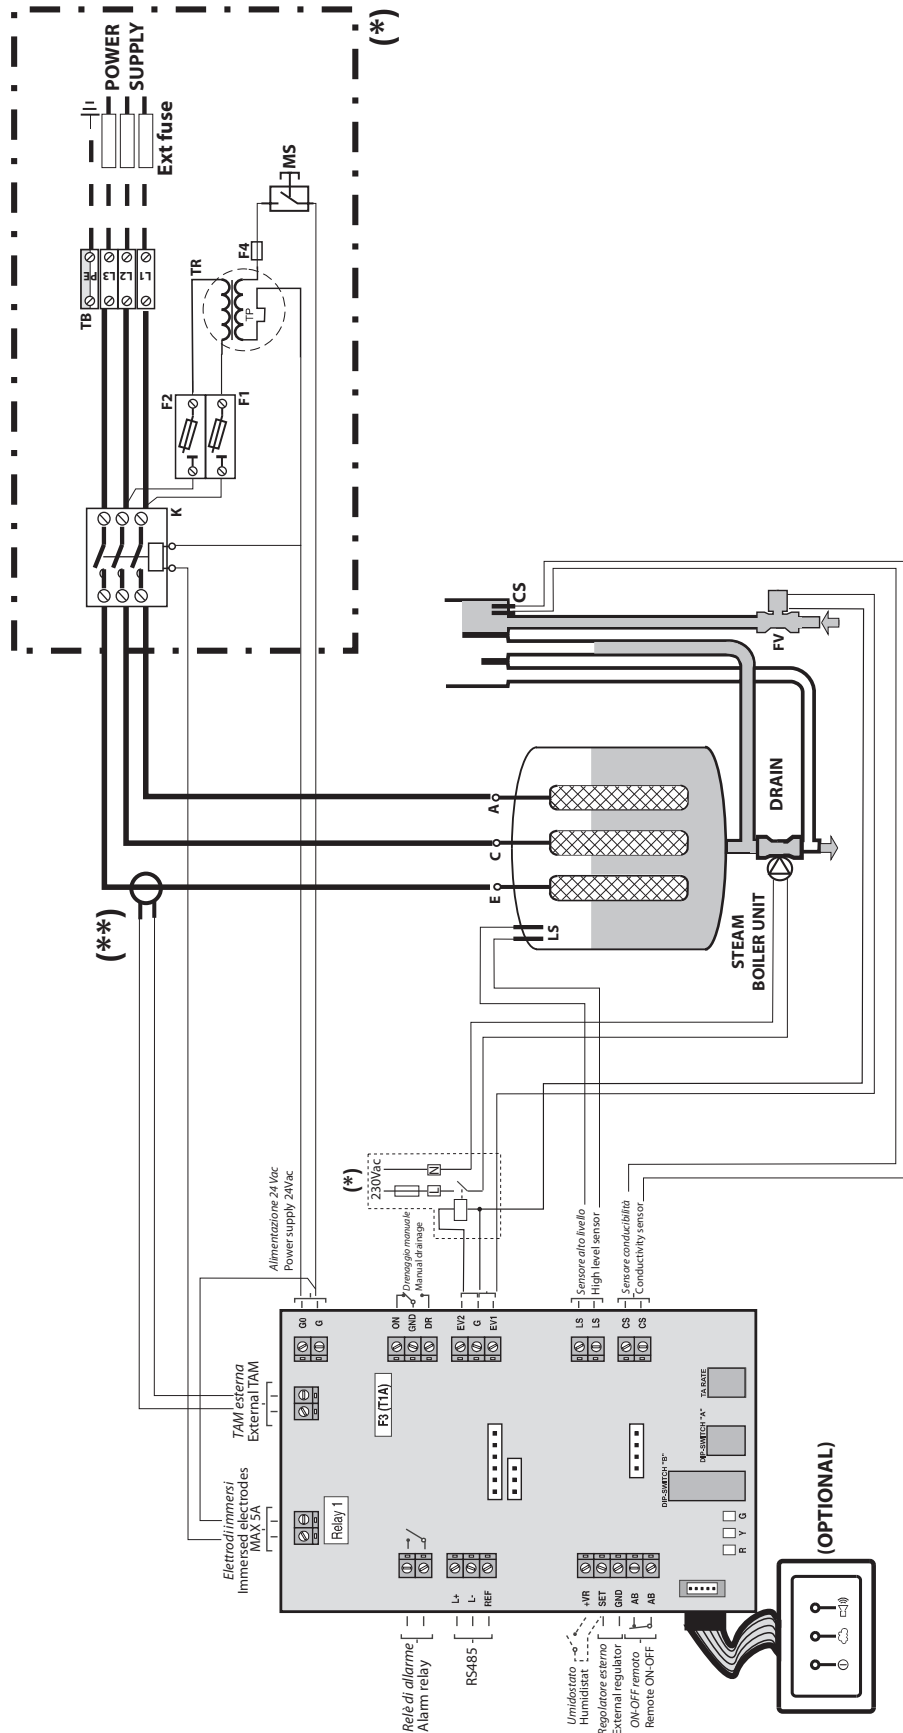 (*)
POWER
SUPPLY
Ext fuse
MS
F4
TR
TP
TB
PE
L3
L2
L1
F2
F1
K
CS
FV
DRAIN
A
C
E
LS
STEAM
BOILER UNIT
(**)
(*)
230Vac
N
L
Alimentazione 24 Vac
Power supply 24Vac
Drenaggio manuale
Manual drainage
Sensore alto livello
High level sensor
Sensore conducibilità
Conductivity sensor
G0
G
ON
GND
DR
EV2
G
EV1
LS
LS
CS
CS
TAM esterna
External TAM
F3 (T1A)
TA RATE
DIP-SWITCH "A"
DIP-SWITCH "B"
Elettrodi immersi
Immersed electrodes
MAX 5A
Relay 1
R
Y
G
L+
L-
REF
+VR
SET
GND
AB
AB
Relè di allarme
Alarm relay
RS485
Umidostato
Humidistat
Regolatore esterno
External regulator
ON-OFF remoto
Remote ON-OFF
(OPTIONAL)